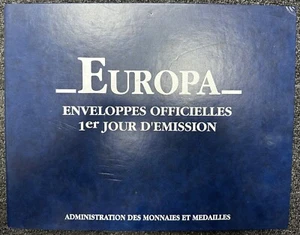 _EUROPA_
ENVELOPPES OFFICIELLES
1er JOUR D'EMISSION
ADMINISTRATION DES MONNAIES ET MEDAILLES